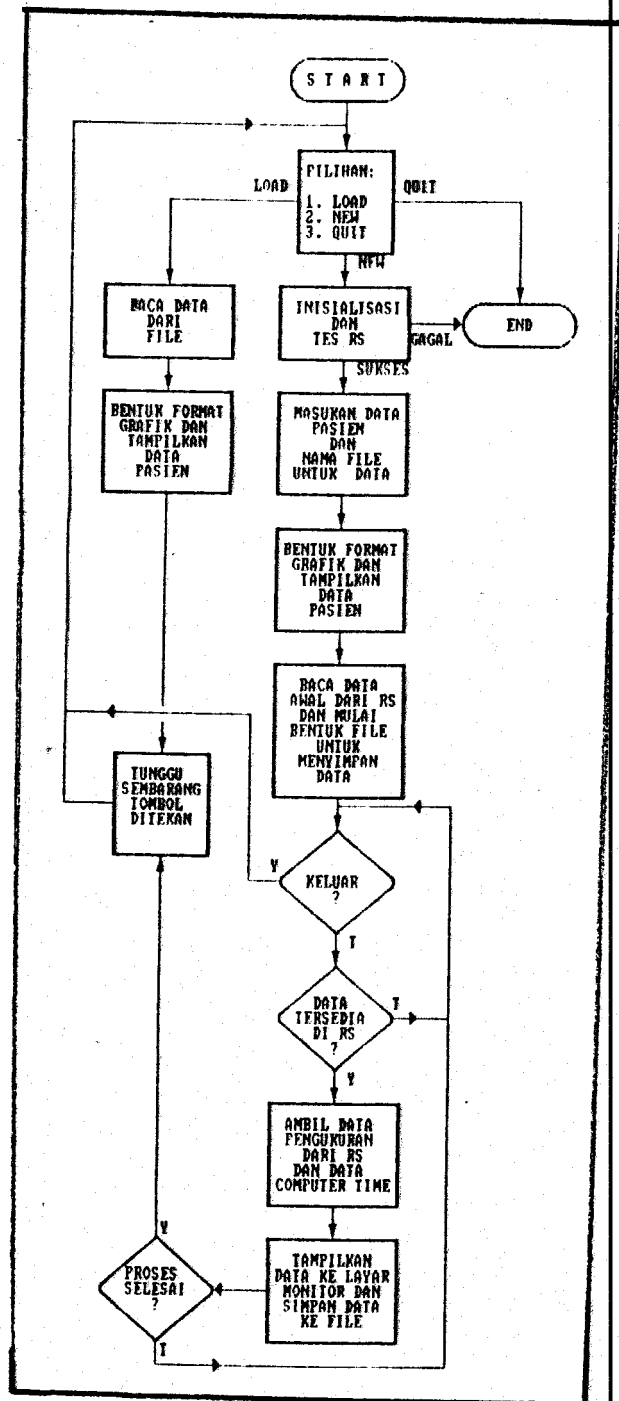 S T A R T
PILIHAN:
1. LOAD
2. NEW
3. QUIT
LOAD
QUIT
NEW
BACA DATA
DARI
FILE
INISIALISASI
DAN
TES RS
GAGAL
END
SUKSES
BENTUK FORMAT
GRAFIK DAN
TAMPILKAN
DATA
PASIEN
MASUKAN DATA
PASIEN
DAN
NAMA FILE
UNTUK DATA
BENTUK FORMAT
GRAFIK DAN
TAMPILKAN
DATA
PASIEN
BACA DATA
AWAL DARI RS
DAN MULAI
BENTUK FILE
UNTUK
MENYIMPAN
DATA
TUNGGU
SEMBARANG
TOMBOL
DITEKAN
Y
KELUAR
?
T
DATA
TERSEDIA
DI RS
?
T
Y
AMBIL DATA
PENGUKURAN
DARI RS
DAN DATA
COMPUTER TIME
TAMPILKAN
DATA KE LAYAR
MONITOR DAN
SIMPAN DATA
KE FILE
Y
PROSES
SELESAI
?
T